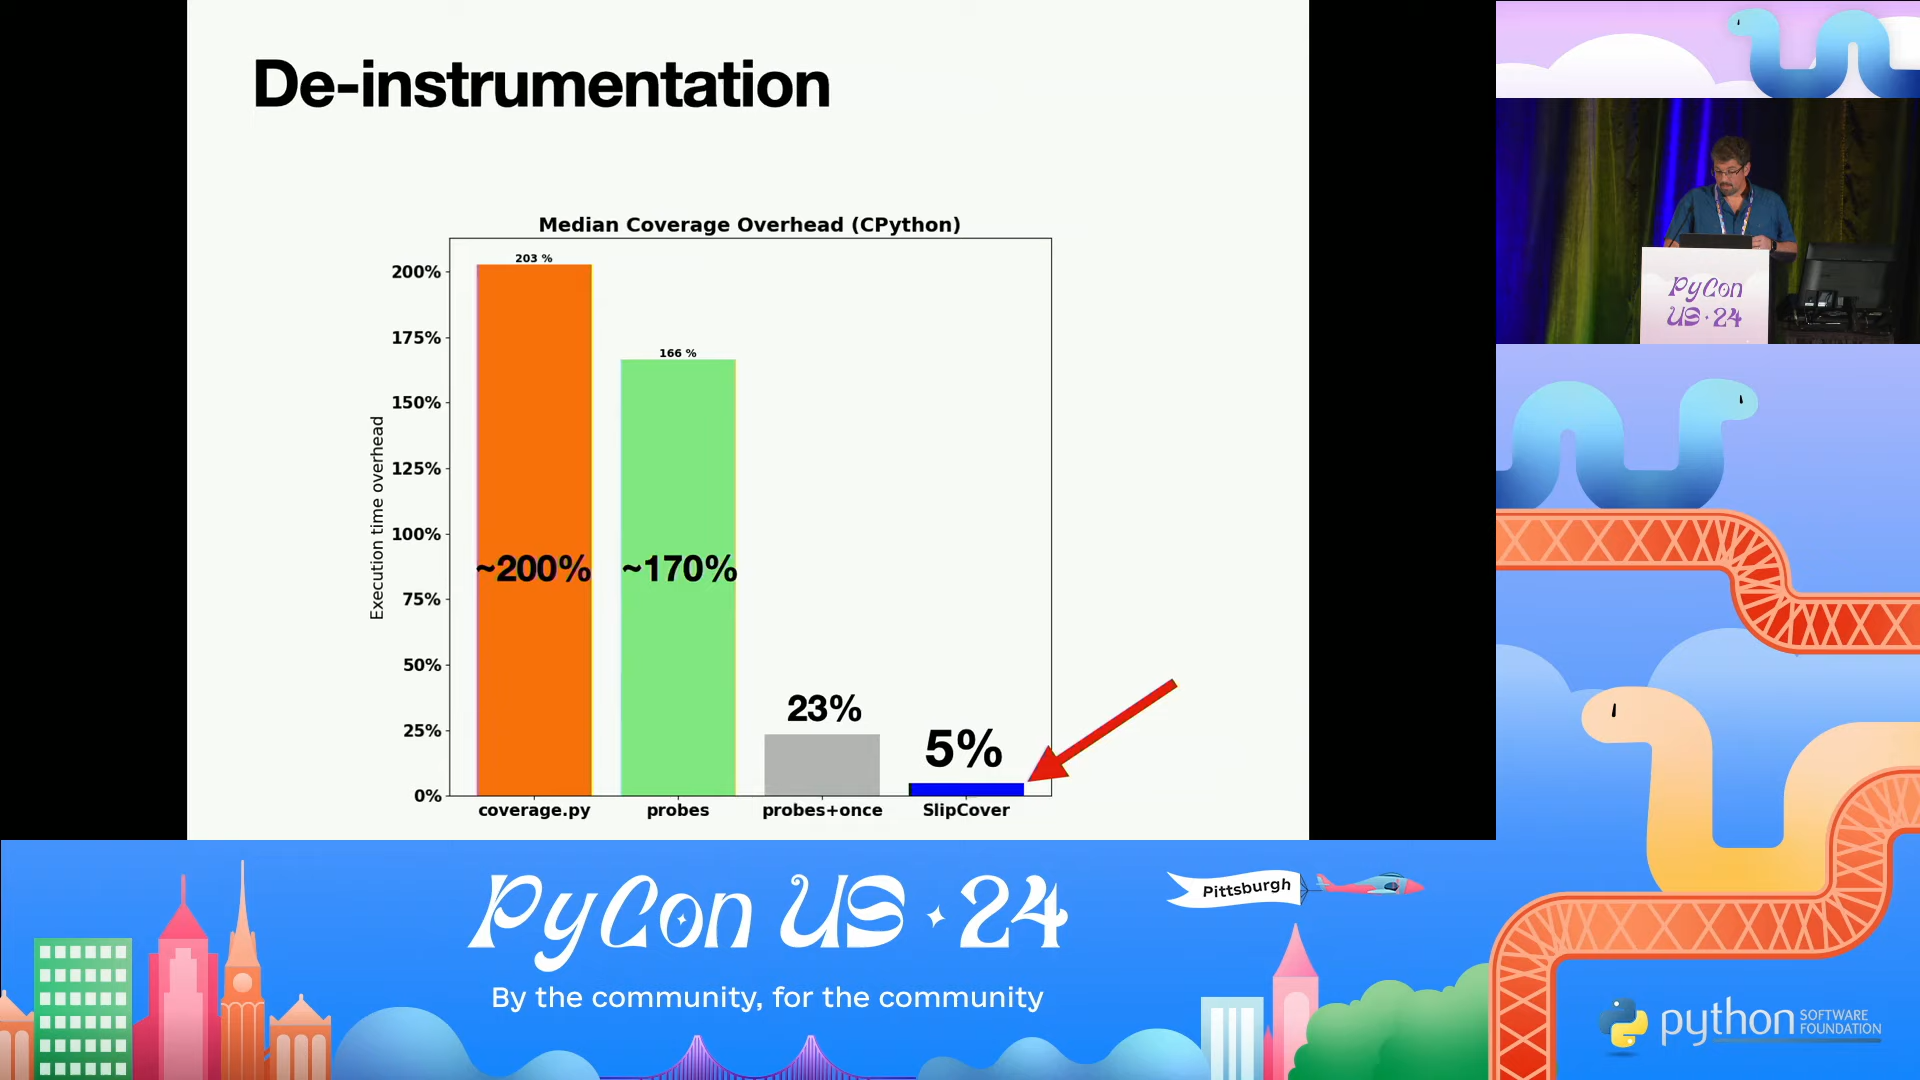 De-instrumentation
Median Coverage Overhead (CPython)
Execution time overhead
200%
175%
150%
125%
100%
75%
50%
25%
0%
203 %
166 %
~200%
~170%
23%
5%
coverage.py
probes
probes+once
SlipCover
PyCon
US·24
PyCon US·24
By the community, for the community
Pittsburgh
python
SOFTWARE
FOUNDATION